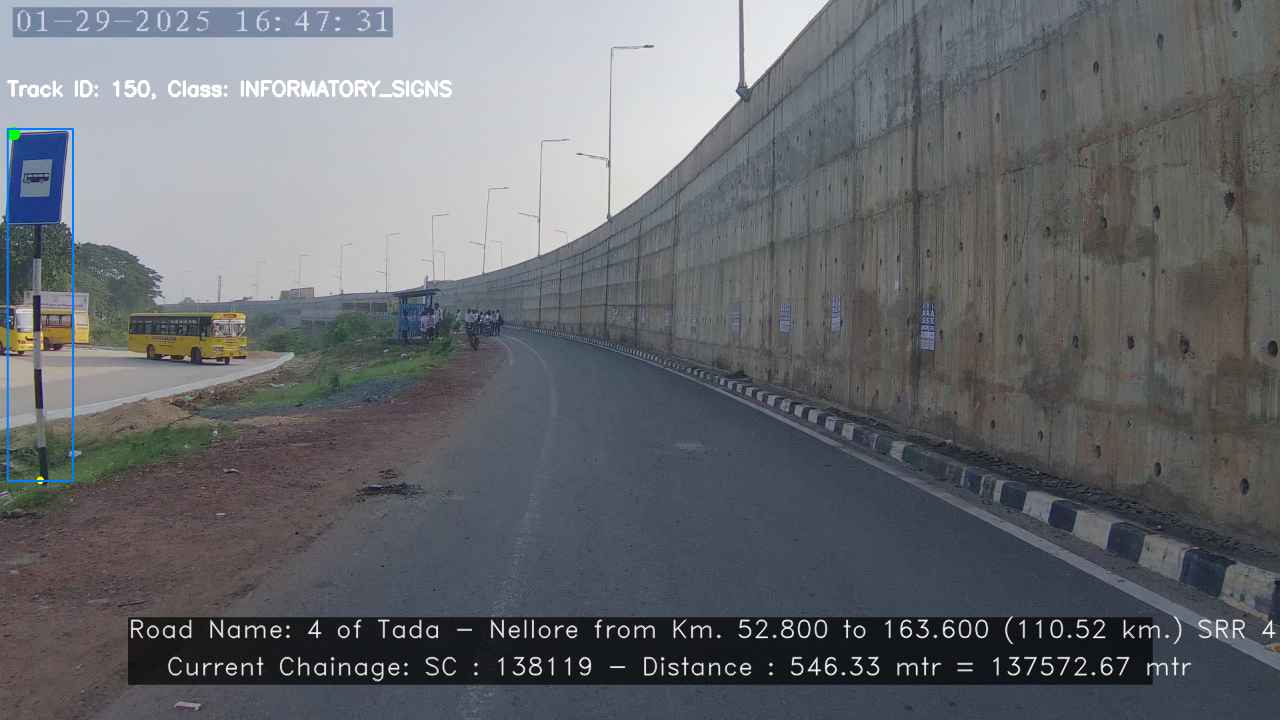 01-29-2025 16:47:31
Track ID: 150, Class: INFORMATORY_SIGNS
Road Name: 4 of Tada - Nellore from Km. 52.800 to 163.600 (110.52 km.) SRR 4
Current Chainage: SC : 138119 - Distance : 546.33 mtr = 137572.67 mtr